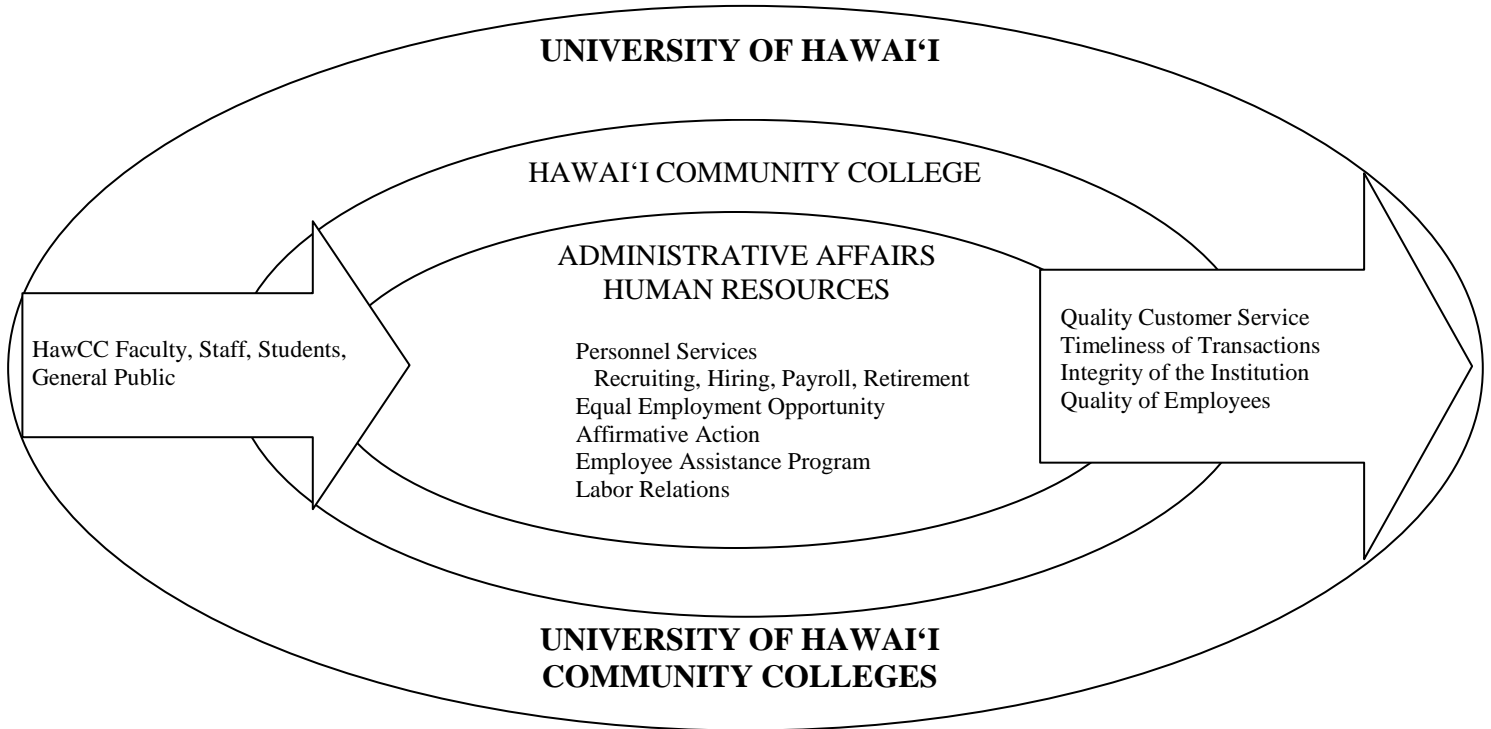 UNIVERSITY OF HAWAI‘I
HAWAI‘I COMMUNITY COLLEGE
ADMINISTRATIVE AFFAIRS
HUMAN RESOURCES
HawCC Faculty, Staff, Students,
General Public
Personnel Services
Recruiting, Hiring, Payroll, Retirement
Equal Employment Opportunity
Affirmative Action
Employee Assistance Program
Labor Relations
Quality Customer Service
Timeliness of Transactions
Integrity of the Institution
Quality of Employees
UNIVERSITY OF HAWAI‘I
COMMUNITY COLLEGES